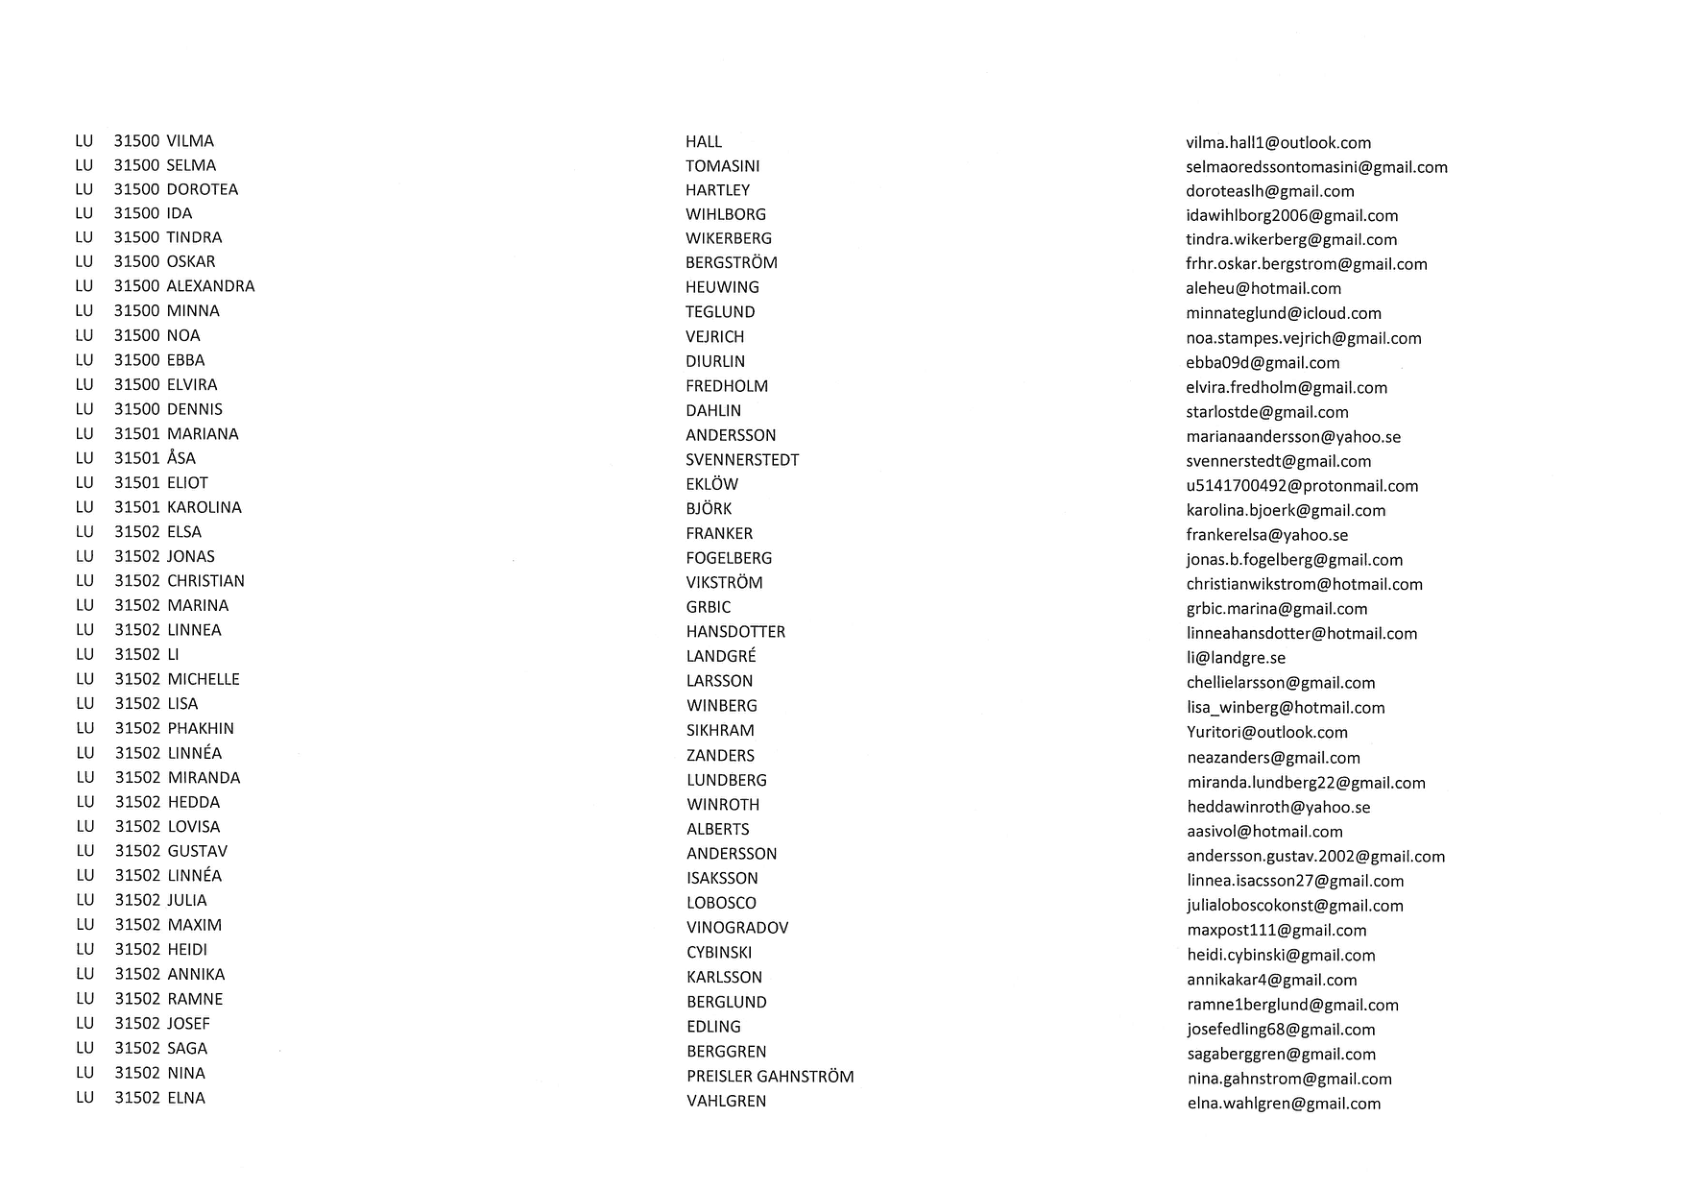 LU 31500 VILMA HALL vilma.hall1@outlook.com
LU 31500 SELMA TOMASINI selmaoredssontomasini@gmail.com
LU 31500 DOROTEA HARTLEY doroteaslh@gmail.com
LU 31500 IDA WIHLBORG idawihlborg2006@gmail.com
LU 31500 TINDRA WIKERBERG tindra.wikerberg@gmail.com
LU 31500 OSKAR BERGSTRÖM frhr.oskar.bergstrom@gmail.com
LU 31500 ALEXANDRA HEUWING aleheu@hotmail.com
LU 31500 MINNA TEGLUND minnateglund@icloud.com
LU 31500 NOA VEJRICH noa.stampes.vejrich@gmail.com
LU 31500 EBBA DIURLIN ebba09d@gmail.com
LU 31500 ELVIRA FREDHOLM elvira.fredholm@gmail.com
LU 31500 DENNIS DAHLIN starlostde@gmail.com
LU 31501 MARIANA ANDERSSON marianaandersson@yahoo.se
LU 31501 ÅSA SVENNERSTEDT svennerstedt@gmail.com
LU 31501 ELIOT EKLÖW u5141700492@protonmail.com
LU 31501 KAROLINA BJÖRK karolina.bjoerk@gmail.com
LU 31502 ELSA FRANKER frankerelsa@yahoo.se
LU 31502 JONAS FOGELBERG jonas.b.fogelberg@gmail.com
LU 31502 CHRISTIAN VIKSTRÖM christianwikstrom@hotmail.com
LU 31502 MARINA GRBIC grbic.marina@gmail.com
LU 31502 LINNEA HANSDOTTER linneahansdotter@hotmail.com
LU 31502 LI LANDGRÉ li@landgre.se
LU 31502 MICHELLE LARSSON chellielarsson@gmail.com
LU 31502 LISA WINBERG lisa_winberg@hotmail.com
LU 31502 PHAKHIN SIKHRAM Yuritori@outlook.com
LU 31502 LINNÉA ZANDERS neazanders@gmail.com
LU 31502 MIRANDA LUNDBERG miranda.lundberg22@gmail.com
LU 31502 HEDDA WINROTH heddawinroth@yahoo.se
LU 31502 LOVISA ALBERTS aasivol@hotmail.com
LU 31502 GUSTAV ANDERSSON andersson.gustav.2002@gmail.com
LU 31502 LINNÉA ISAKSSON linnea.isacsson27@gmail.com
LU 31502 JULIA LOBOSCO julialoboscokonst@gmail.com
LU 31502 MAXIM VINOGRADOV maxpost111@gmail.com
LU 31502 HEIDI CYBINSKI heidi.cybinski@gmail.com
LU 31502 ANNIKA KARLSSON annikakar4@gmail.com
LU 31502 RAMNE BERGLUND ramne1berglund@gmail.com
LU 31502 JOSEF EDLING josefedling68@gmail.com
LU 31502 SAGA BERGGREN sagaberggren@gmail.com
LU 31502 NINA PREISLER GAHNSTRÖM nina.gahnstrom@gmail.com
LU 31502 ELNA VAHLGREN elna.wahlgren@gmail.com